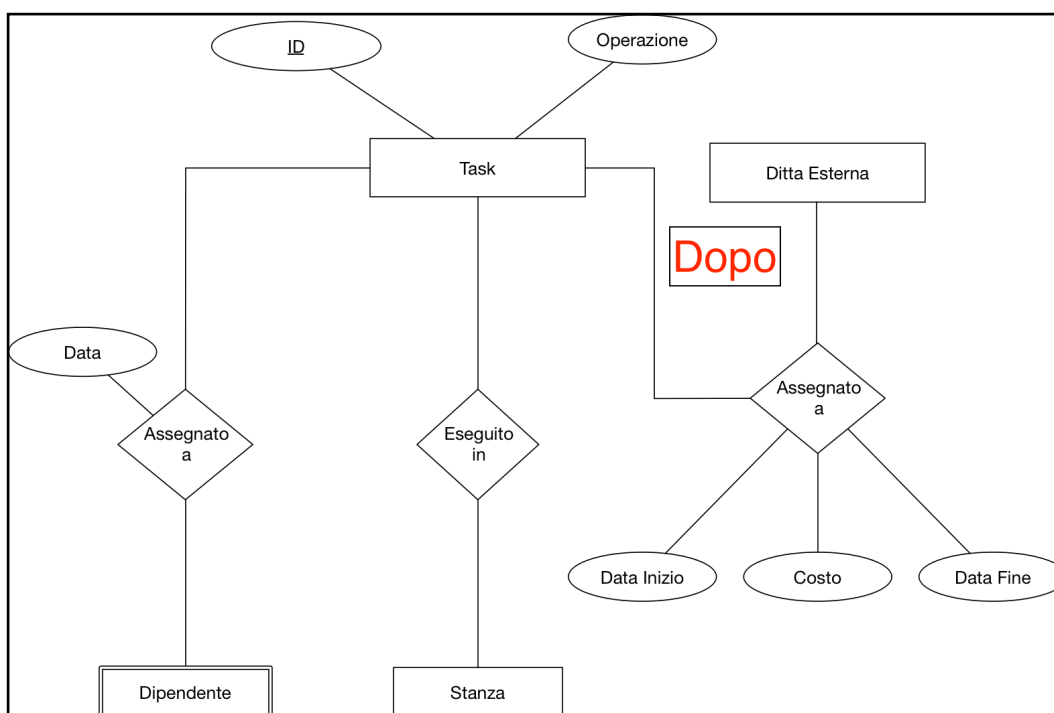 ID
Operazione
Task
Ditta Esterna
Dopo
Data
Assegnato
a
Eseguito
in
Assegnato
a
Data Inizio
Costo
Data Fine
Dipendente
Stanza